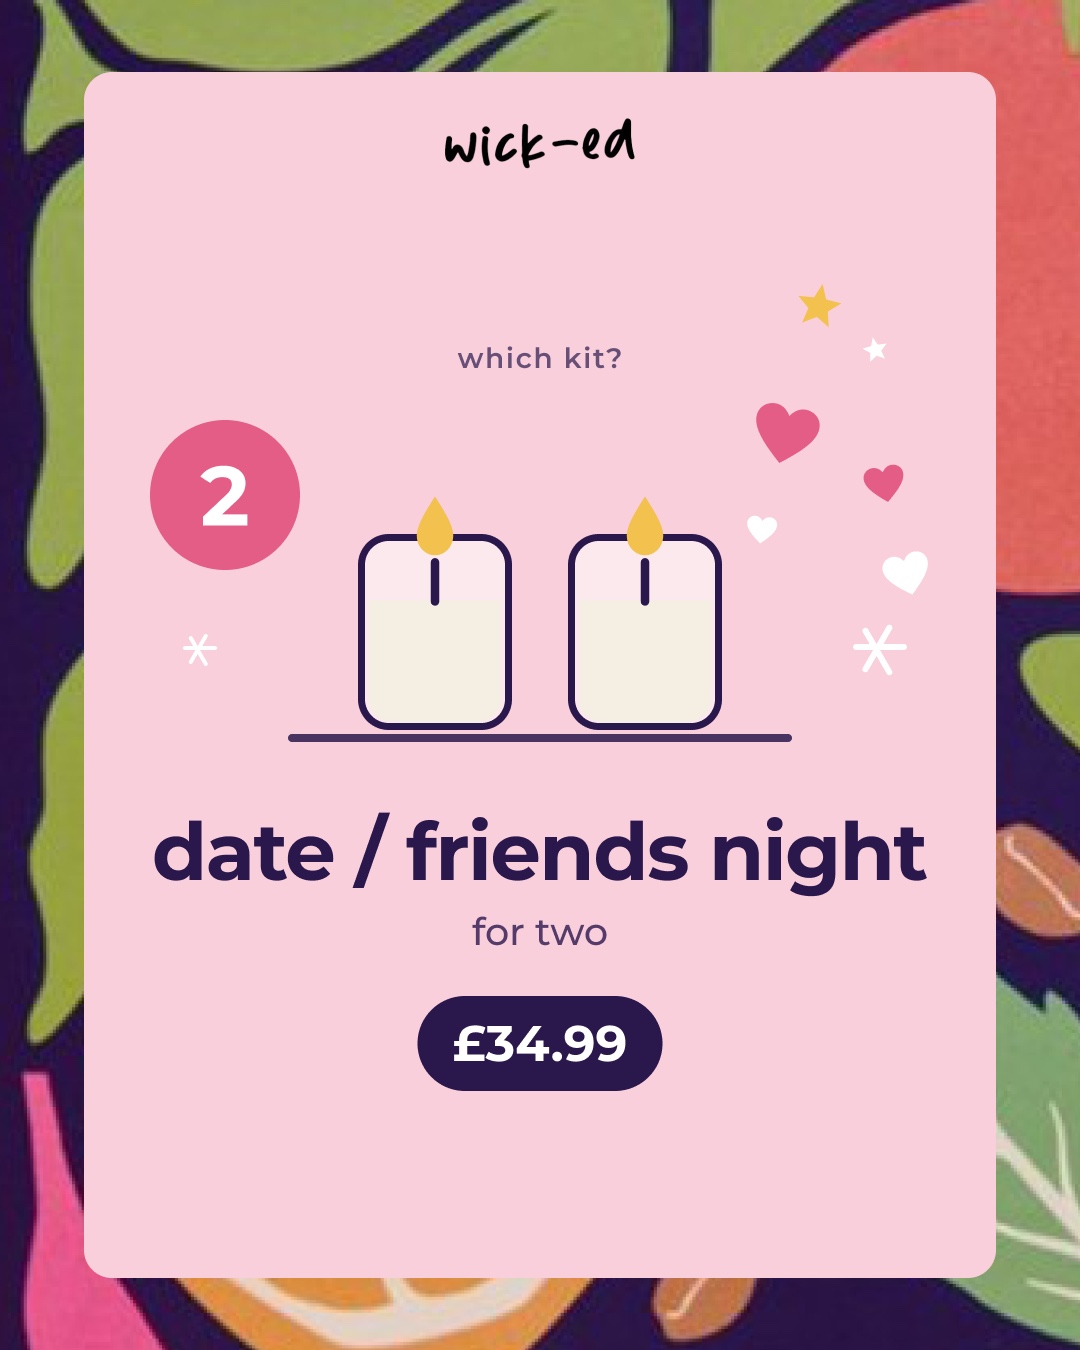 wick-ed
which kit?
2
date / friends night
for two
£34.99